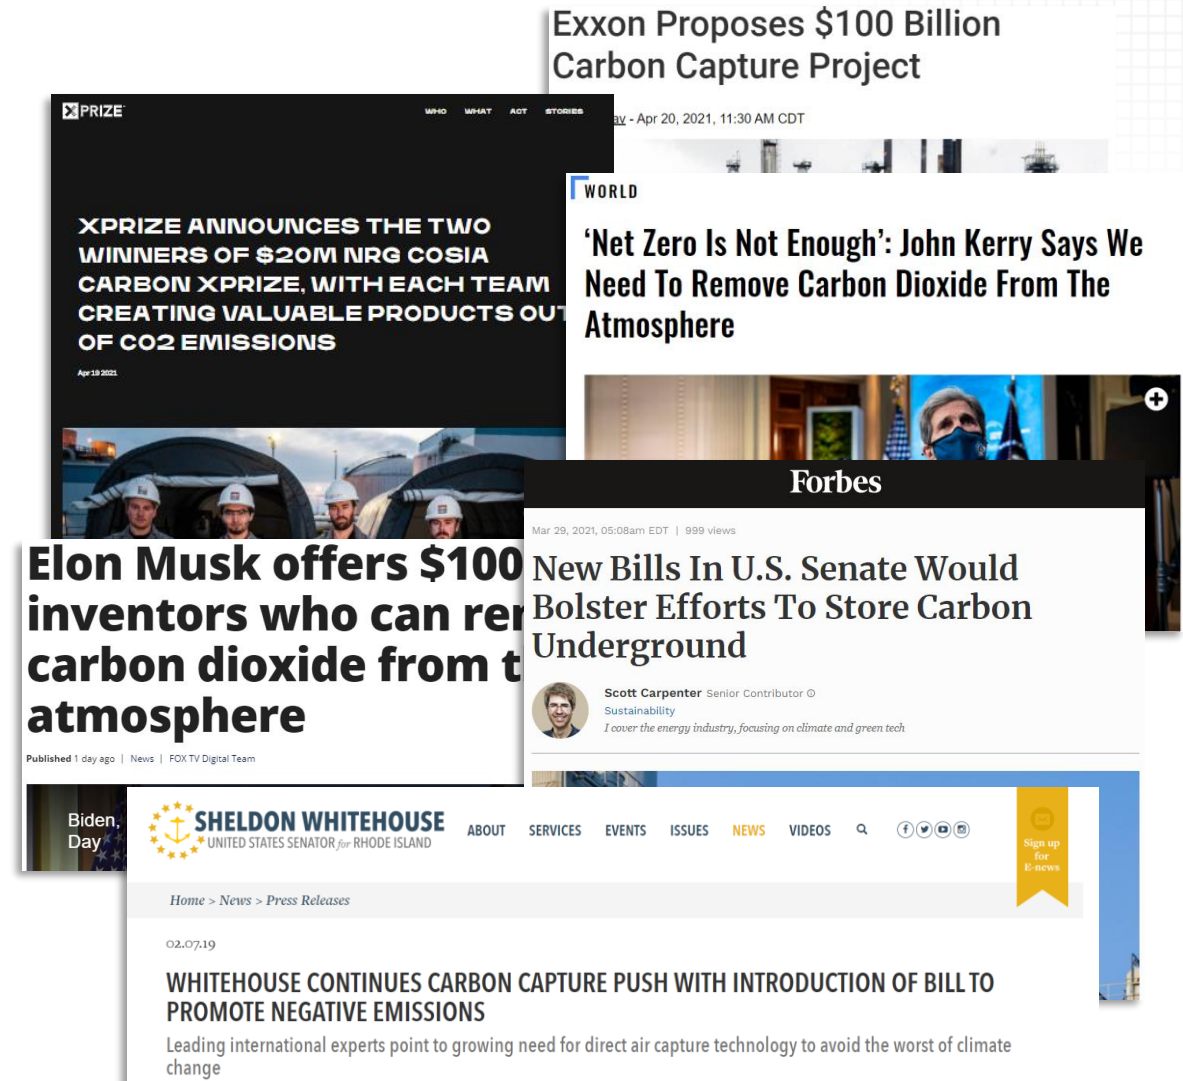 Exxon Proposes $100 Billion
Carbon Capture Project
- Apr 20, 2021, 11:30 AM CDT
XPRIZE
WHO WHAT ACT STORIES
XPRIZE ANNOUNCES THE TWO
WINNERS OF $20M NRG COSIA
CARBON XPRIZE, WITH EACH TEAM
CREATING VALUABLE PRODUCTS OUT
OF CO2 EMISSIONS
Apr 19 2021
WORLD
‘Net Zero Is Not Enough’: John Kerry Says We
Need To Remove Carbon Dioxide From The
Atmosphere
Elon Musk offers $100
inventors who can
carbon dioxide from
atmosphere
Published 1 day ago | News | FOX TV Digital Team
Biden,
Day
Forbes
Mar 29, 2021, 05:08am EDT | 999 views
New Bills In U.S. Senate Would
Bolster Efforts To Store Carbon
Underground
Scott Carpenter Senior Contributor
Sustainability
I cover the energy industry, focusing on climate and green tech
SHELDON WHITEHOUSE
UNITED STATES SENATOR for RHODE ISLAND
ABOUT SERVICES EVENTS ISSUES NEWS VIDEOS
Sign up
for
E-news
Home > News > Press Releases
02.07.19
WHITEHOUSE CONTINUES CARBON CAPTURE PUSH WITH INTRODUCTION OF BILL TO
PROMOTE NEGATIVE EMISSIONS
Leading international experts point to growing need for direct air capture technology to avoid the worst of climate
change